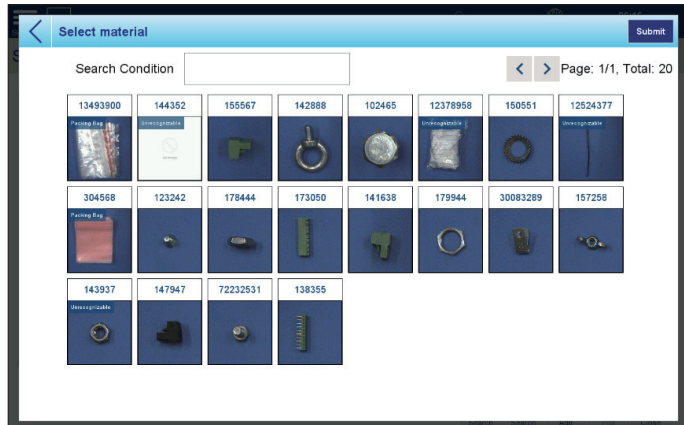 Select material
Submit
Search Condition
Page: 1/1, Total: 20
13493900 144352 155567 142888 102465 12378958 150551 12524377
Packing Bag Unrecognizable Unrecognizable Unrecognizable
304568 123242 178444 173050 141638 179944 30083289 157258
Packing Bag
143937 147947 72232531 138355
Unrecognizable